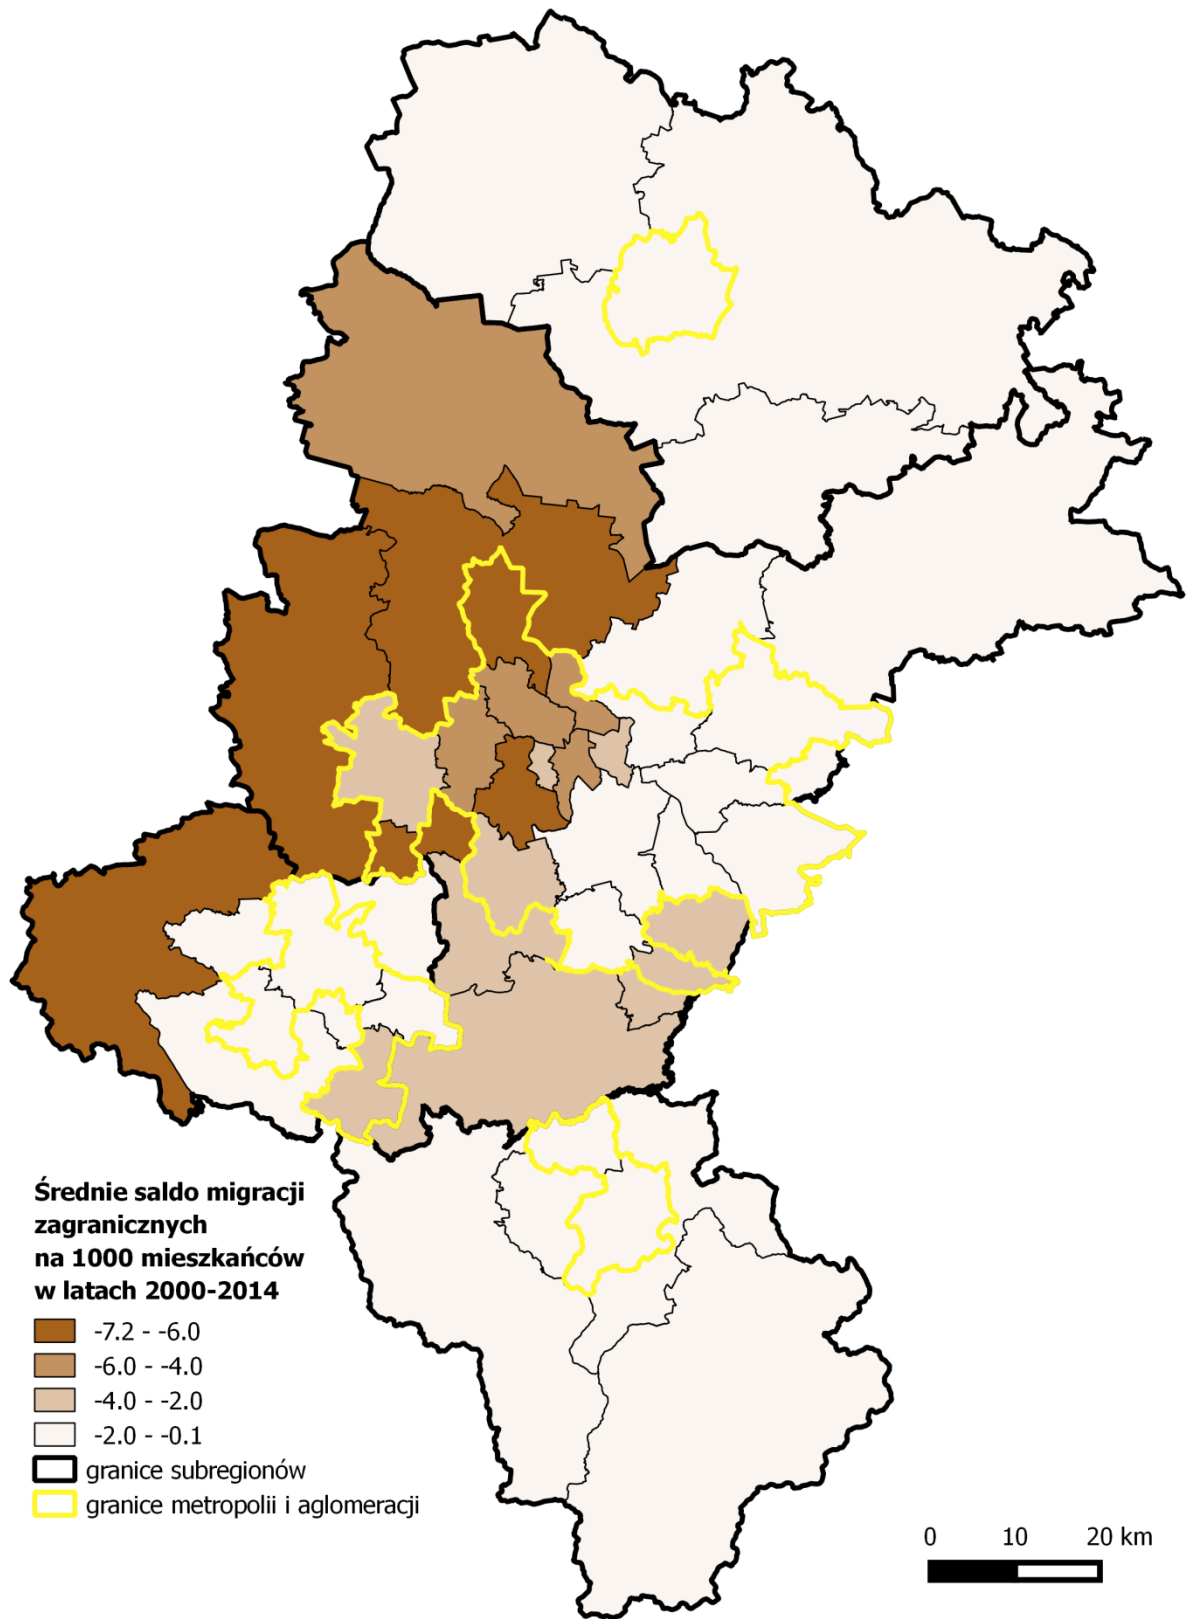 Średnie saldo migracji
zagranicznych
na 1000 mieszkańców
w latach 2000-2014
-7.2 - -6.0
-6.0 - -4.0
-4.0 - -2.0
-2.0 - -0.1
granice subregionów
granice metropolii i aglomeracji
0 10 20 km